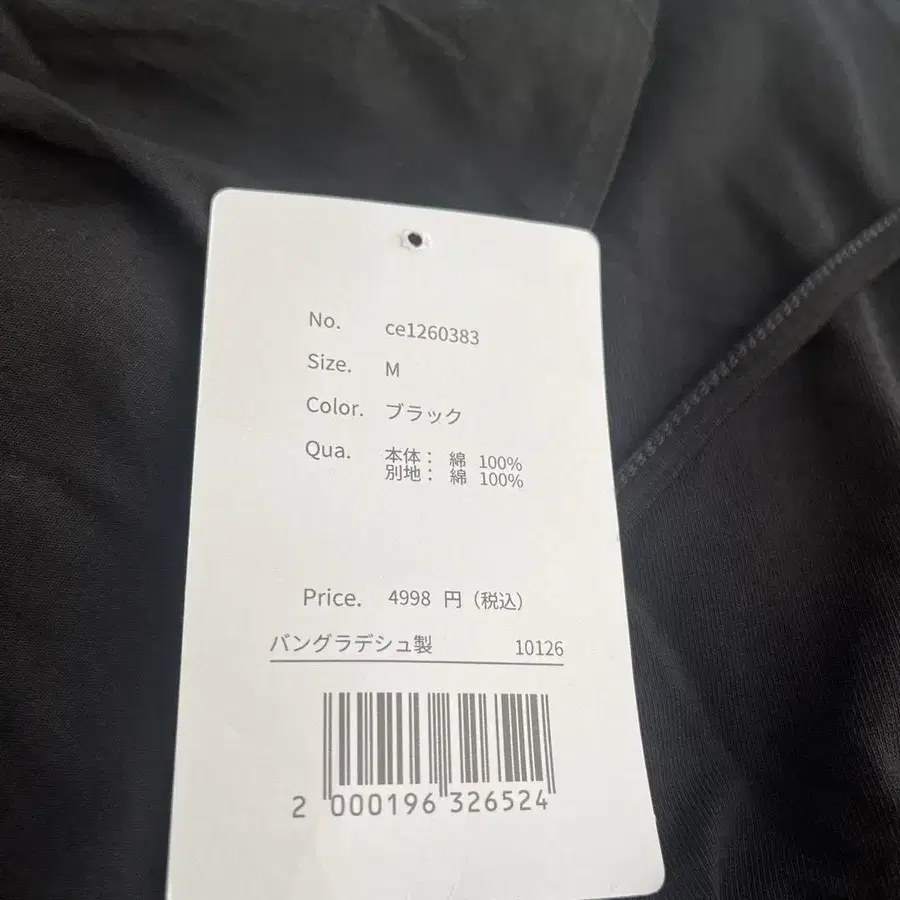 No. ce1260383
Size. M
Color. ブラック
Qua. 本体： 綿 100%
別地： 綿 100%
Price. 4998 円（税込）
バングラデシュ製 10126
2 000196 326524